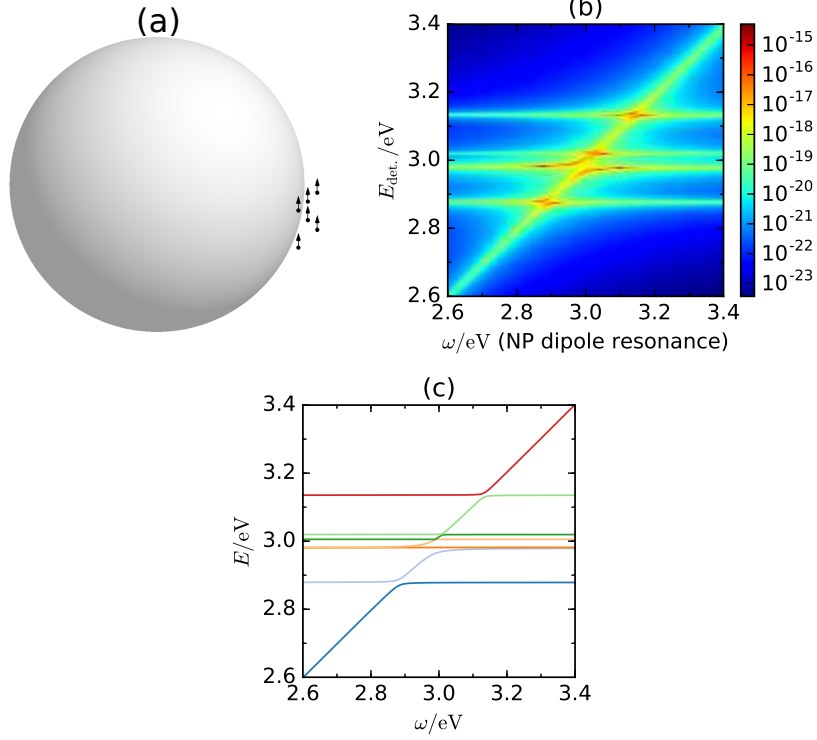 (a)
(b)
3.4
3.2
3.0
2.8
2.6
E_det./eV
2.6 2.8 3.0 3.2 3.4
ω/eV (NP dipole resonance)
10^-15
10^-16
10^-17
10^-18
10^-19
10^-20
10^-21
10^-22
10^-23
(c)
3.4
3.2
3.0
2.8
2.6
E/eV
2.6 2.8 3.0 3.2 3.4
ω/eV